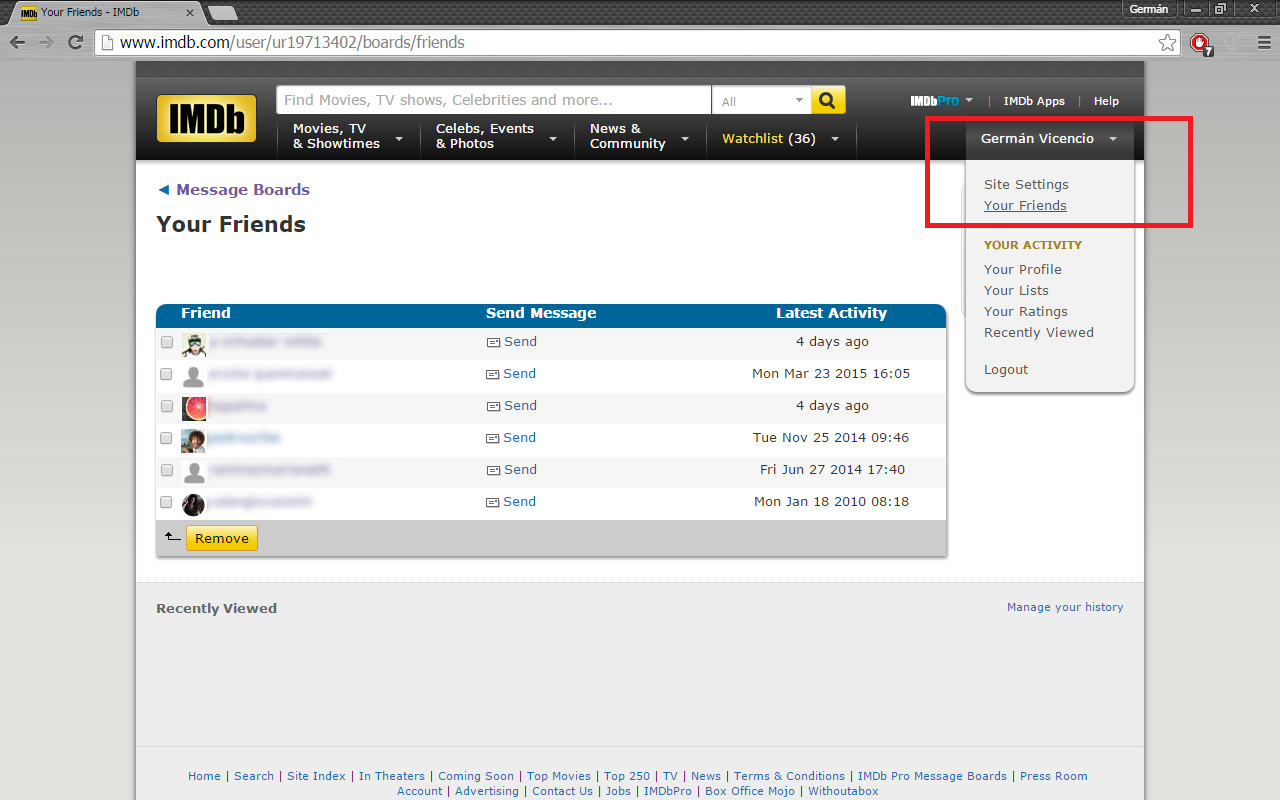 IMDb Your Friends - IMDb
Germán
www.imdb.com/user/ur19713402/boards/friends
7
IMDb
Find Movies, TV shows, Celebrities and more...
All
IMDbPro | IMDb Apps | Help
Movies, TV
& Showtimes
Celebs, Events
& Photos
News &
Community
Watchlist (36)
Germán Vicencio
Site Settings
Your Friends
YOUR ACTIVITY
Your Profile
Your Lists
Your Ratings
Recently Viewed
Logout
Message Boards
Your Friends
Friend Send Message Latest Activity
Send 4 days ago
Send Mon Mar 23 2015 16:05
Send 4 days ago
Send Tue Nov 25 2014 09:46
Send Fri Jun 27 2014 17:40
Send Mon Jan 18 2010 08:18
Remove
Recently Viewed
Manage your history
Home | Search | Site Index | In Theaters | Coming Soon | Top Movies | Top 250 | TV | News | Terms & Conditions | IMDb Pro Message Boards | Press Room
Account | Advertising | Contact Us | Jobs | IMDbPro | Box Office Mojo | Withoutabox